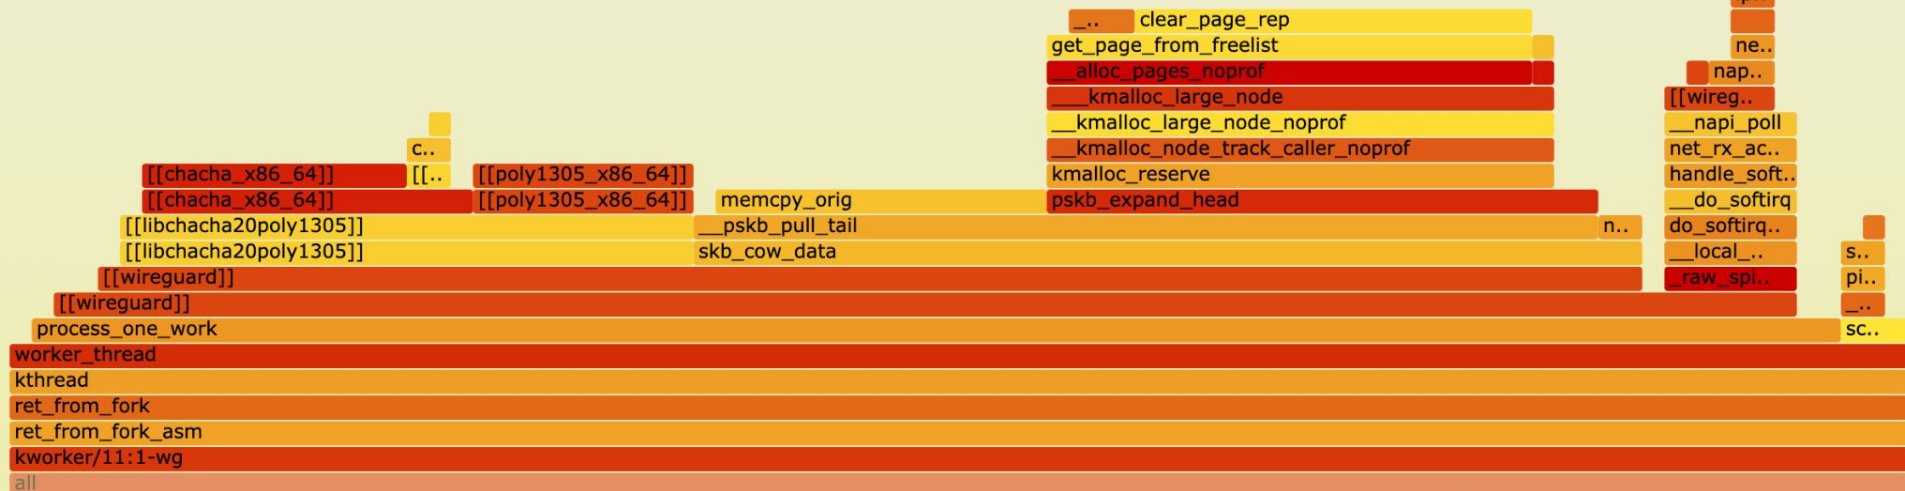 _.. clear_page_rep
get_page_from_freelist ne..
__alloc_pages_noprof nap..
___kmalloc_large_node [[wireg..
__kmalloc_large_node_noprof __napi_poll
c.. __kmalloc_node_track_caller_noprof net_rx_ac..
[[chacha_x86_64]] [[.. [[poly1305_x86_64]] kmalloc_reserve handle_soft..
[[chacha_x86_64]] [[poly1305_x86_64]] memcpy_orig pskb_expand_head __do_softirq
[[libchacha20poly1305]] __pskb_pull_tail n.. do_softirq..
[[libchacha20poly1305]] skb_cow_data __local_.. s..
[[wireguard]] _raw_spi.. pi..
[[wireguard]] _..
process_one_work sc..
worker_thread
kthread
ret_from_fork
ret_from_fork_asm
kworker/11:1-wg
all